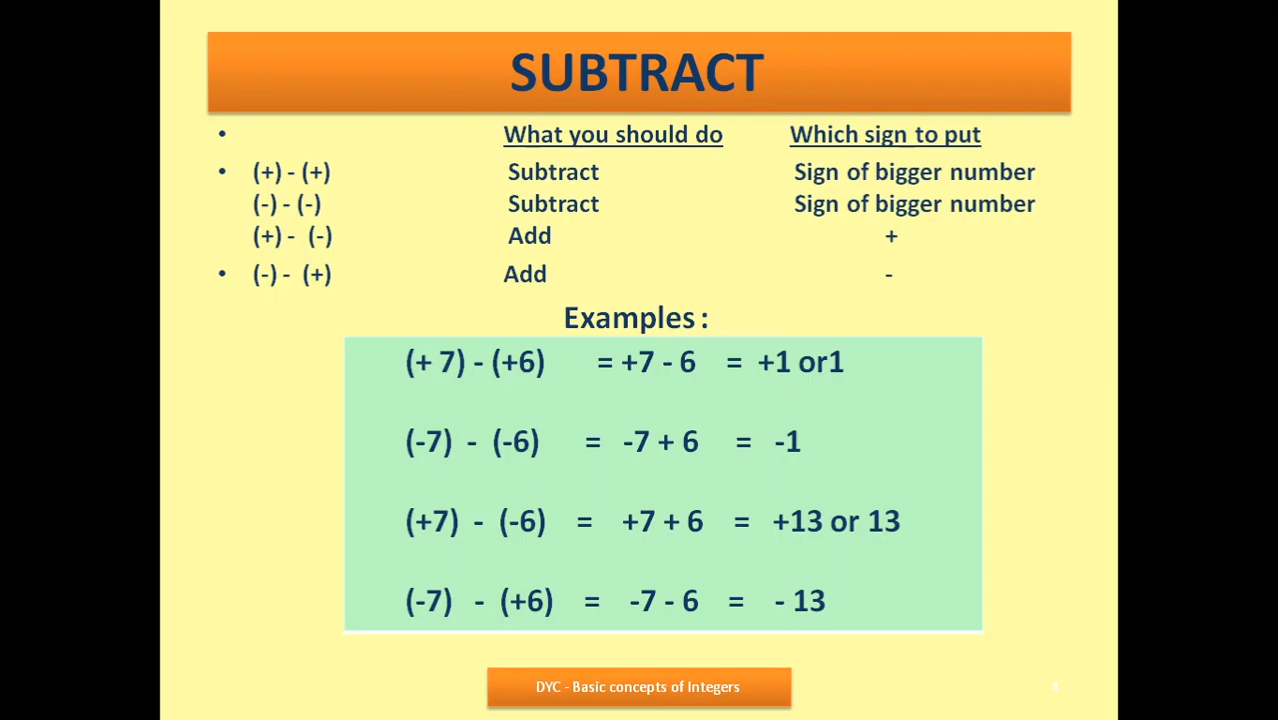 SUBTRACT
• What you should do Which sign to put
• (+) - (+) Subtract Sign of bigger number
(-) - (-) Subtract Sign of bigger number
(+) - (-) Add +
• (-) - (+) Add -
Examples :
(+ 7) - (+6) = +7 - 6 = +1 or1
(-7) - (-6) = -7 + 6 = -1
(+7) - (-6) = +7 + 6 = +13 or 13
(-7) - (+6) = -7 - 6 = - 13
DYC - Basic concepts of Integers